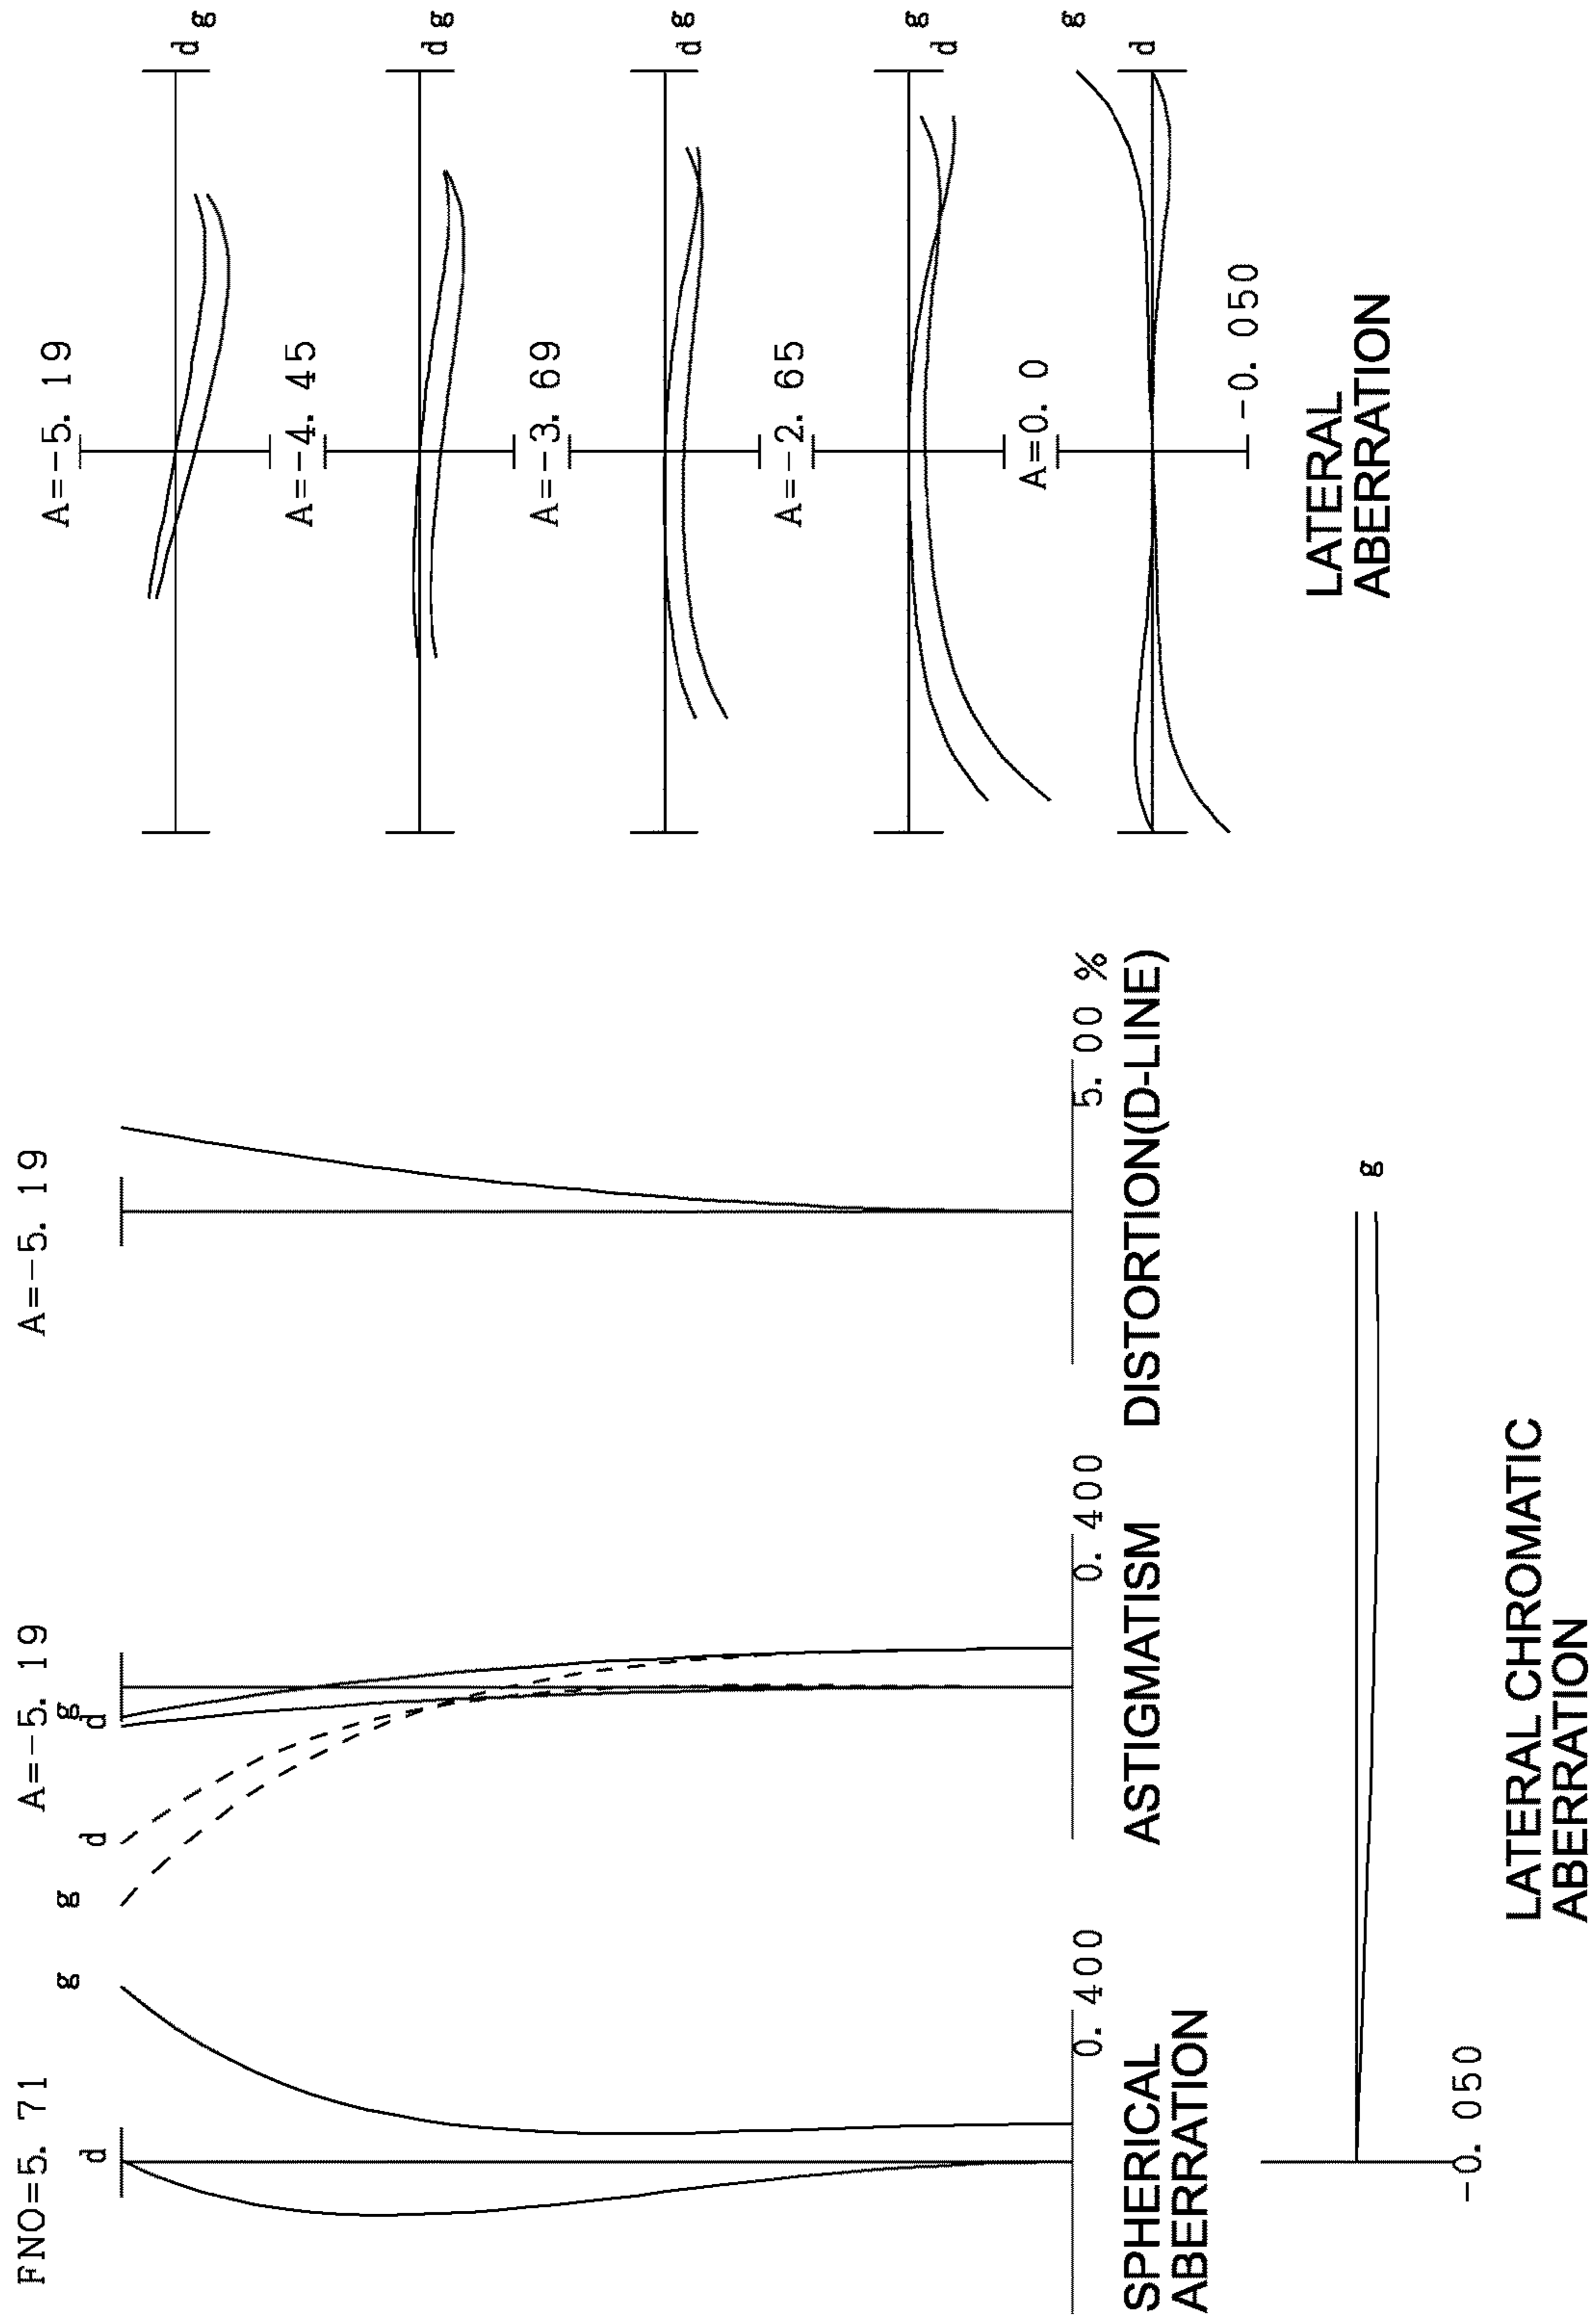 FNO=5.71
g
d
0.400
SPHERICAL
ABERRATION
A=-5.19
g d g
d
0.400
ASTIGMATISM
A=-5.19
5.00 %
DISTORTION(D-LINE)
g
-0.050
LATERAL CHROMATIC
ABERRATION
A=-5.19
d g
A=-4.45
d g
A=-3.69
d g
A=-2.65
d g
A=0.0
g
d
-0.050
LATERAL
ABERRATION